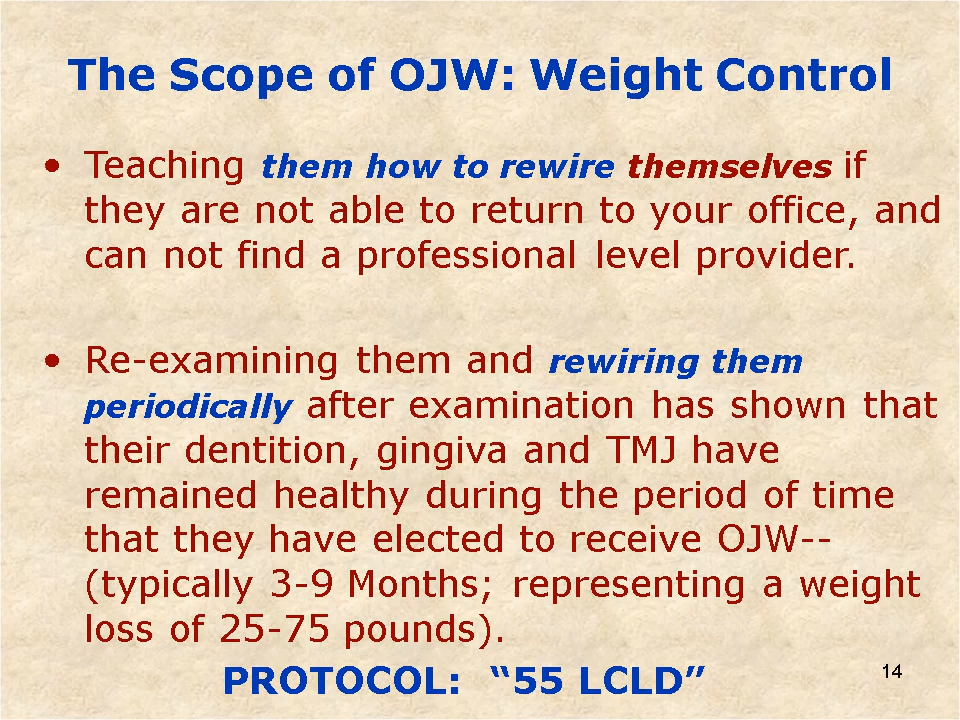 The Scope of OJW: Weight Control
• Teaching them how to rewire themselves if
they are not able to return to your office, and
can not find a professional level provider.
• Re-examining them and rewiring them
periodically after examination has shown that
their dentition, gingiva and TMJ have
remained healthy during the period of time
that they have elected to receive OJW--
(typically 3-9 Months; representing a weight
loss of 25-75 pounds).
PROTOCOL: “55 LCLD”
14